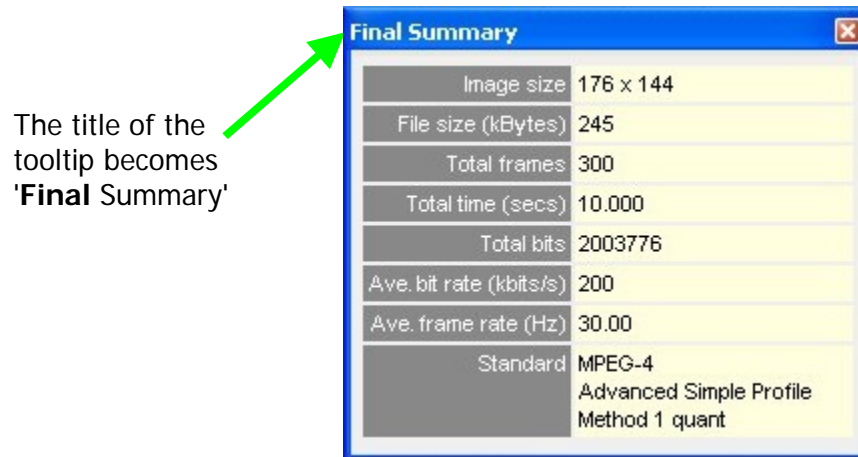 The title of the
tooltip becomes
'Final Summary'
Final Summary
Image size 176 x 144
File size (kBytes) 245
Total frames 300
Total time (secs) 10.000
Total bits 2003776
Ave. bit rate (kbits/s) 200
Ave. frame rate (Hz) 30.00
Standard MPEG-4
Advanced Simple Profile
Method 1 quant